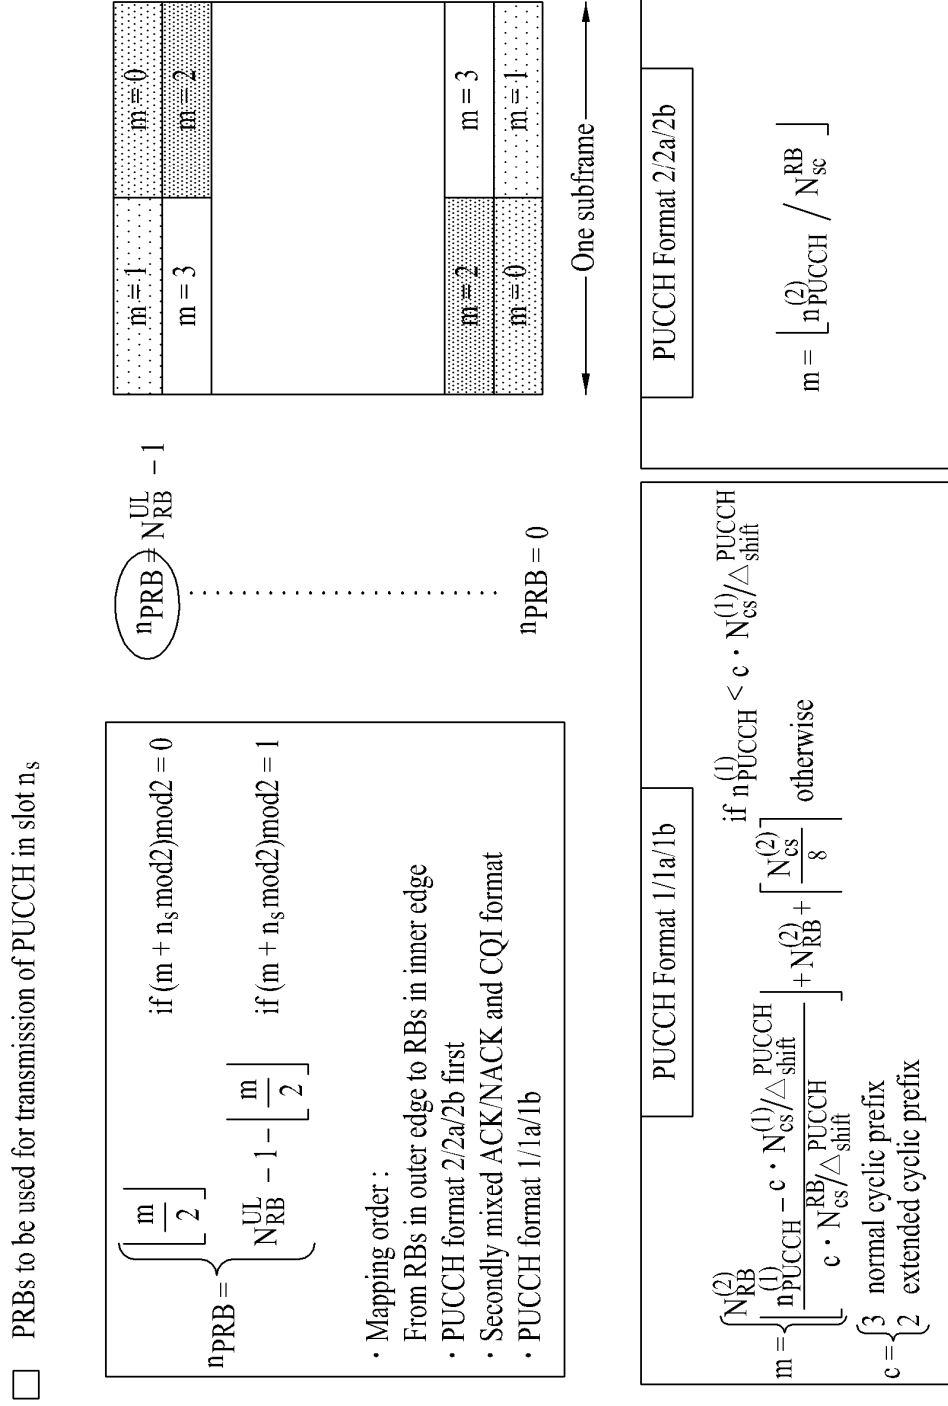 □ PRBs to be used for transmission of PUCCH in slot n_s
n_PRB = { ⌊m/2⌋ if (m + n_s mod2)mod2 = 0
N_RB^UL − 1 − ⌊m/2⌋ if (m + n_s mod2)mod2 = 1
· Mapping order :
From RBs in outer edge to RBs in inner edge
· PUCCH format 2/2a/2b first
· Secondly mixed ACK/NACK and CQI format
· PUCCH format 1/1a/1b
n_PRB = N_RB^UL − 1
n_PRB = 0
m = 1 m = 0
m = 3 m = 2
m = 2 m = 3
m = 0 m = 1
One subframe
PUCCH Format 1/1a/1b
m = { N_RB^(2) if n_PUCCH^(1) < c · N_cs^(1)/△_shift^PUCCH
⌊(n_PUCCH^(1) − c · N_cs^(1)/△_shift^PUCCH)/(c · N_cs^RB/△_shift^PUCCH)⌋ + N_RB^(2) + ⌈N_cs^(2)/8⌉ otherwise
c = { 3 normal cyclic prefix
2 extended cyclic prefix
PUCCH Format 2/2a/2b
m = ⌊n_PUCCH^(2) / N_sc^RB⌋